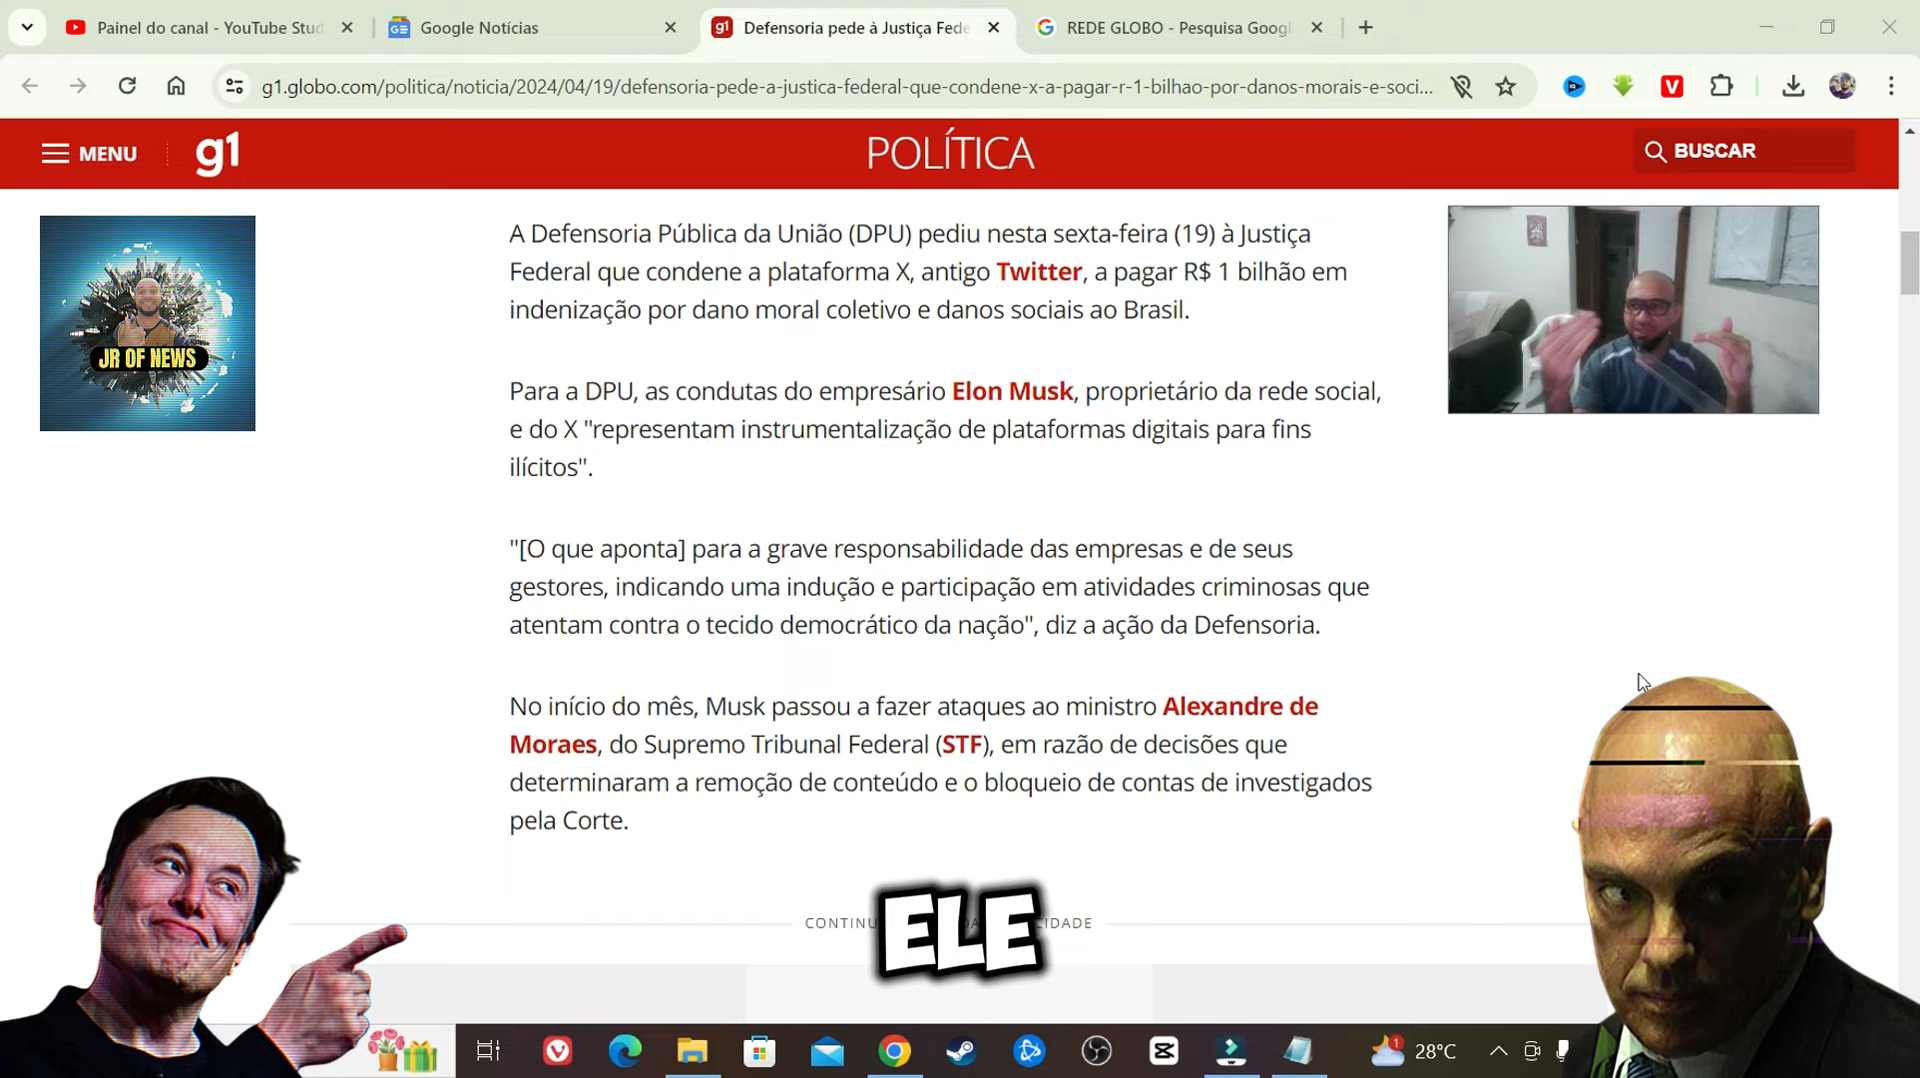 Painel do canal - YouTube Stud
Google Notícias
g1
Defensoria pede à Justiça Fede
REDE GLOBO - Pesquisa Googl
g1.globo.com/politica/noticia/2024/04/19/defensoria-pede-a-justica-federal-que-condene-x-a-pagar-r-1-bilhao-por-danos-morais-e-soci...
MENU
g1
POLÍTICA
BUSCAR
A Defensoria Pública da União (DPU) pediu nesta sexta-feira (19) à Justiça
Federal que condene a plataforma X, antigo Twitter, a pagar R$ 1 bilhão em
indenização por dano moral coletivo e danos sociais ao Brasil.
JR OF NEWS
Para a DPU, as condutas do empresário Elon Musk, proprietário da rede social,
e do X "representam instrumentalização de plataformas digitais para fins
ilícitos".
"[O que aponta] para a grave responsabilidade das empresas e de seus
gestores, indicando uma indução e participação em atividades criminosas que
atentam contra o tecido democrático da nação", diz a ação da Defensoria.
No início do mês, Musk passou a fazer ataques ao ministro Alexandre de
Moraes, do Supremo Tribunal Federal (STF), em razão de decisões que
determinaram a remoção de conteúdo e o bloqueio de contas de investigados
pela Corte.
ELE
28°C